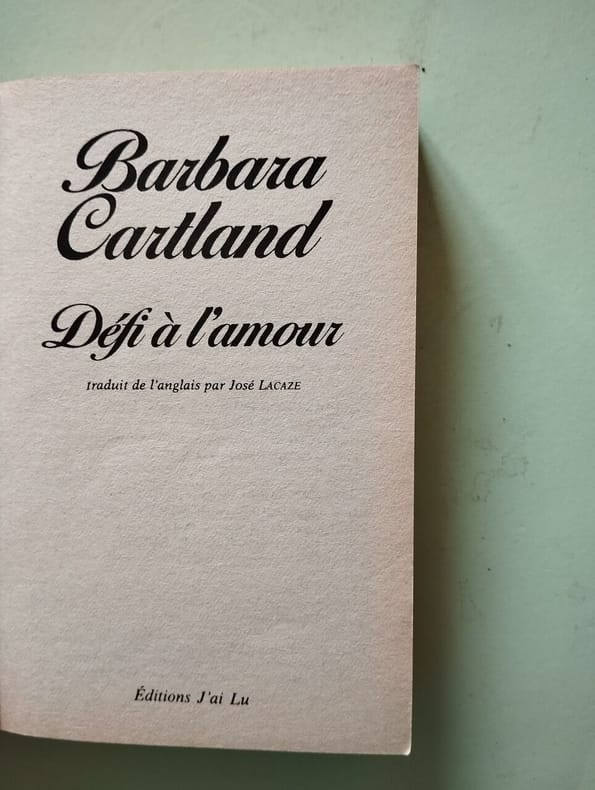 Barbara
Cartland
Défi à l'amour
traduit de l'anglais par José LACAZE
Éditions J'ai Lu